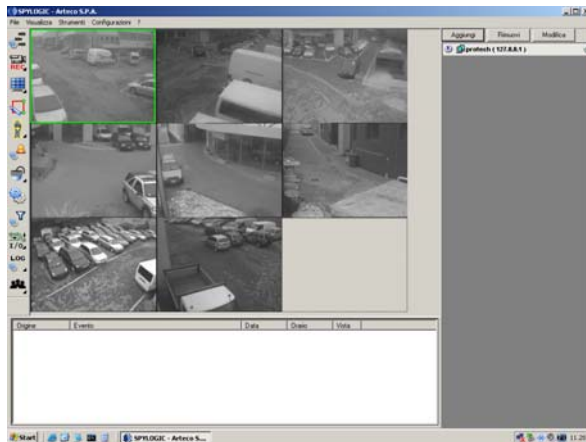 SPYLOGIC - Arteco S.P.A.
File Visualizza Strumenti Configurazioni ?
Aggiungi Rimuovi Modifica
protech ( 127.0.0.1 )
REC
I/O
LOG
Origine Evento Data Orario Vista
Start SPYLOGIC - Arteco S...